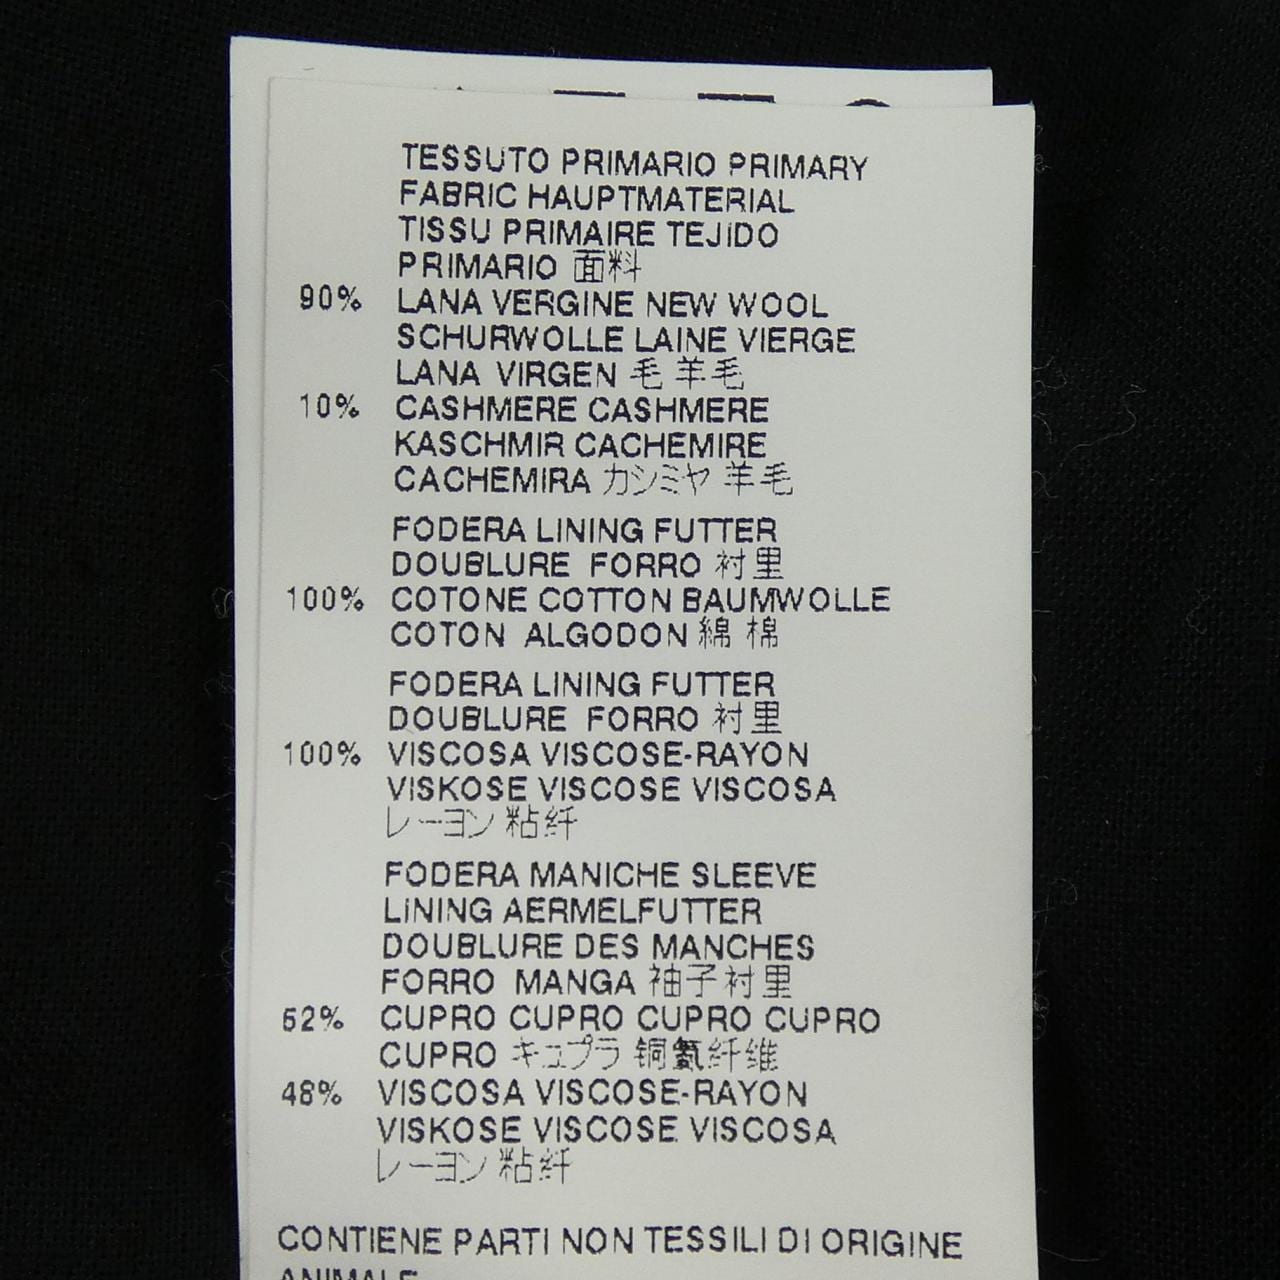 TESSUTO PRIMARIO PRIMARY
FABRIC HAUPTMATERIAL
TISSU PRIMAIRE TEJIDO
PRIMARIO 面料
90% LANA VERGINE NEW WOOL
SCHURWOLLE LAINE VIERGE
LANA VIRGEN 毛 羊毛
10% CASHMERE CASHMERE
KASCHMIR CACHEMIRE
CACHEMIRA カシミヤ 羊毛
FODERA LINING FUTTER
DOUBLURE FORRO 衬里
100% COTONE COTTON BAUMWOLLE
COTON ALGODON 綿 棉
FODERA LINING FUTTER
DOUBLURE FORRO 衬里
100% VISCOSA VISCOSE-RAYON
VISKOSE VISCOSE VISCOSA
レーヨン 粘纤
FODERA MANICHE SLEEVE
LINING AERMELFUTTER
DOUBLURE DES MANCHES
FORRO MANGA 袖子衬里
52% CUPRO CUPRO CUPRO CUPRO
CUPRO キュプラ 铜氨纤维
48% VISCOSA VISCOSE-RAYON
VISKOSE VISCOSE VISCOSA
レーヨン 粘纤
CONTIENE PARTI NON TESSILI DI ORIGINE
ANIMALE